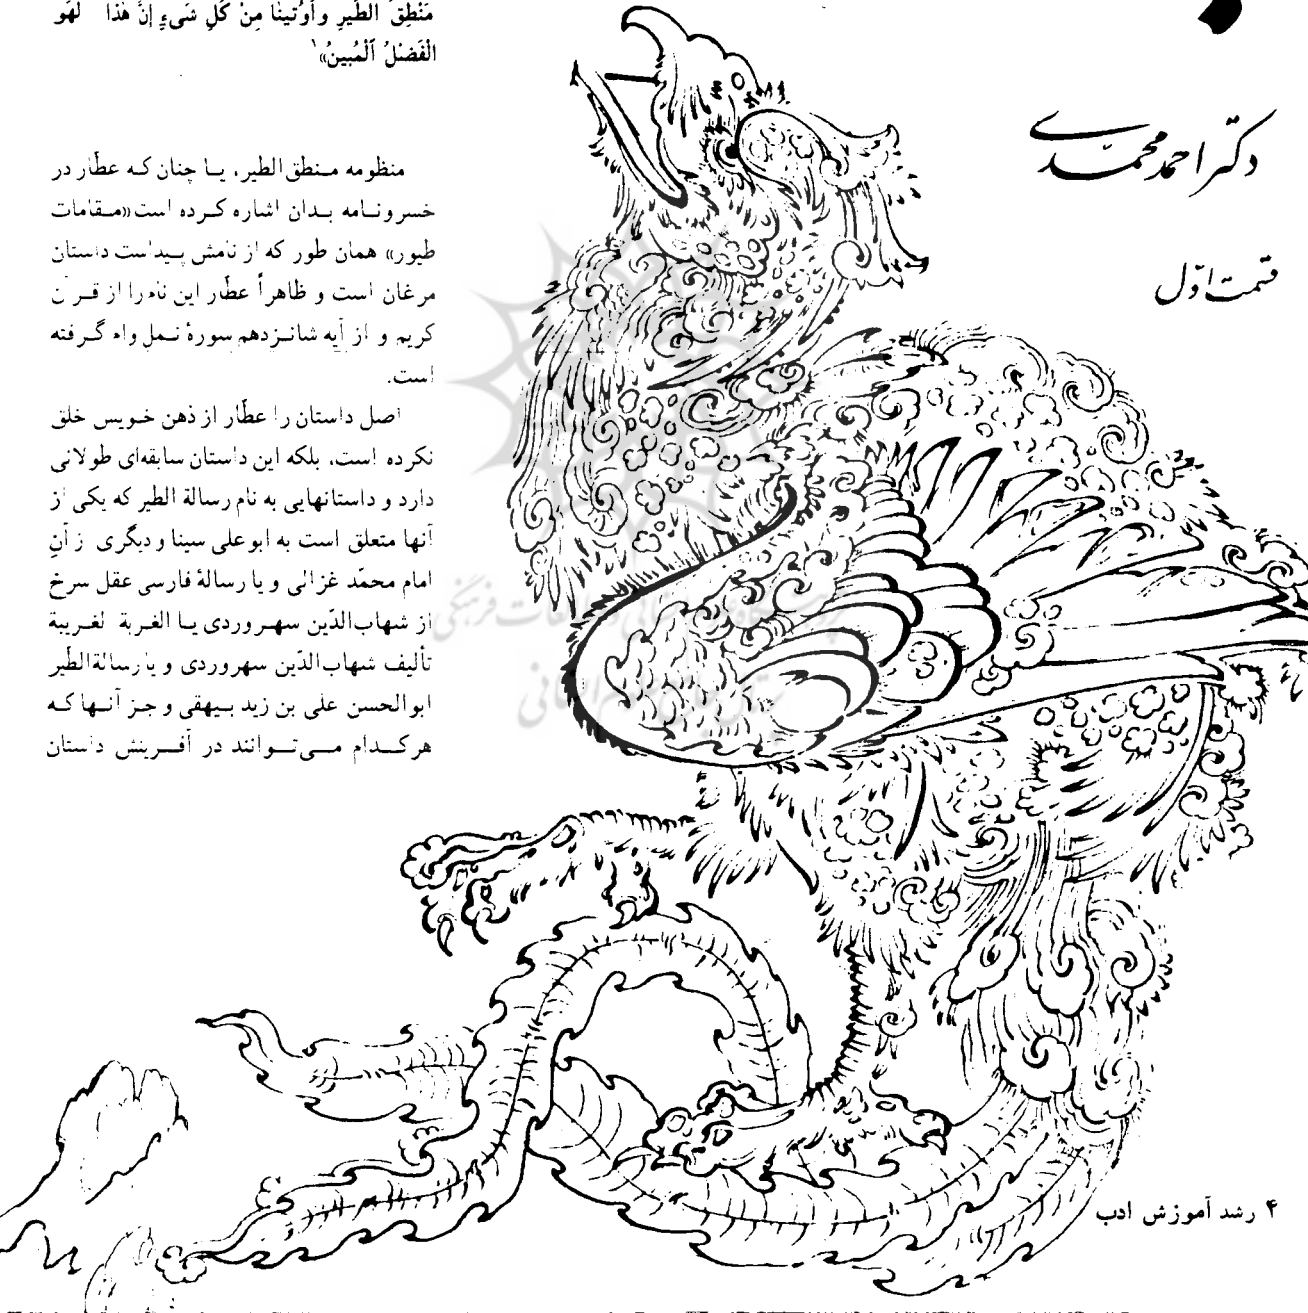 دکتر احمد محمدی
قسمت اوّل
مَنْطِقَ الطَّيْرِ وَأُوتينٰا مِنْ كُلِّ شَيءٍ إنَّ هٰذا لَهُوَ
الْفَضْلُ ٱلْمُبينُ»۱
منظومه منطق‌الطیر، یا چنان که عطّار در
خسرونامه بدان اشاره کرده است «مقامات
طیور» همان طور که از نامش پیداست داستان
مرغان است و ظاهراً عطّار این نام را از قرآن
کریم و از آیه شانزدهم سورهٔ نمل وام گرفته
است.
اصل داستان را عطّار از ذهن خویس خلق
نکرده است، بلکه این داستان سابقه‌ای طولانی
دارد و داستانهایی به نام رسالة الطیر که یکی از
آنها متعلق است به ابوعلی سینا و دیگری از آنِ
امام محمّد غزالی و یا رسالهٔ فارسی عقل سرخ
از شهاب‌الدّین سهروردی یا الغربة الغریبة
تألیف شهاب‌الدّین سهروردی و یا رسالة‌الطّیر
ابوالحسن علی بن زید بیهقی و جز آنها که
هرکدام می‌توانند در آفرینش داستان
۴ رشد آموزش ادب